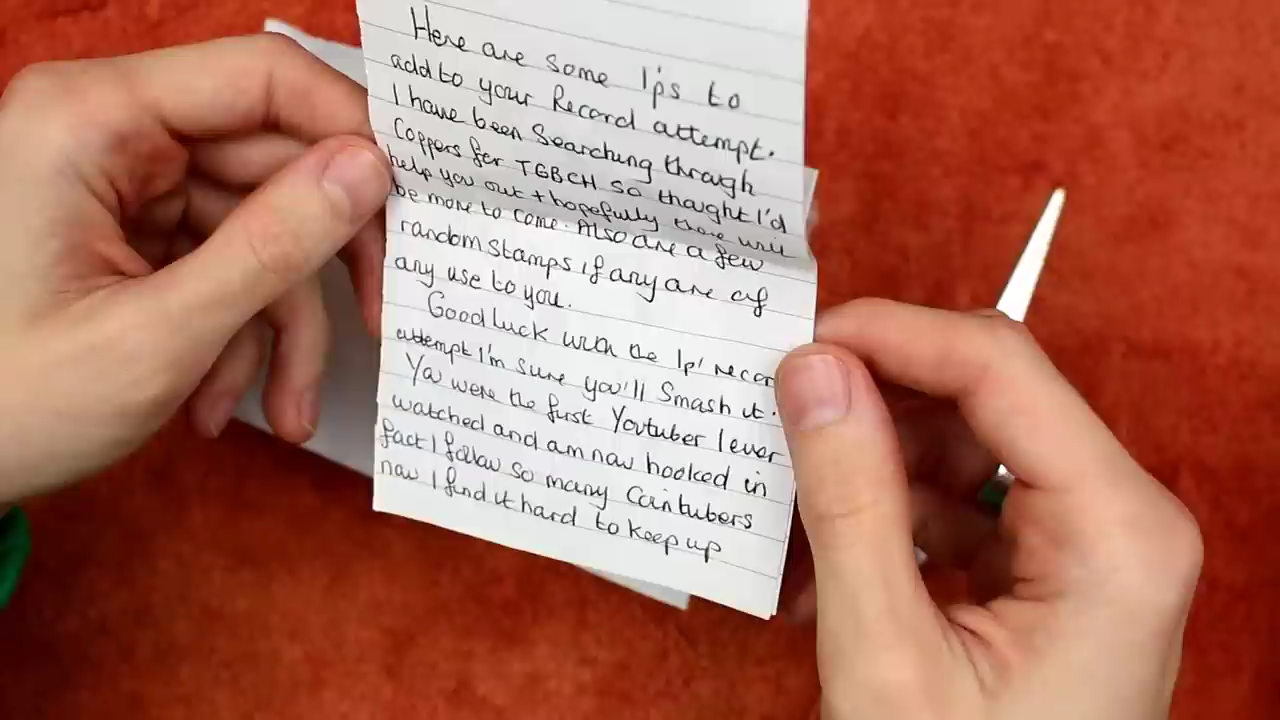 Here are some 1ps to
add to your Record attempt.
I have been Searching through
Coppers for TGBCH so thought I'd
help you out + hopefully there will
be more to come. Also are a few
random stamps if any are of
any use to you.
Good luck with the 1p' recor
attempt I'm sure you'll Smash it.
You were the first Youtuber I ever
watched and am now hooked in
fact I follow so many Cointubers
now I find it hard to keep up